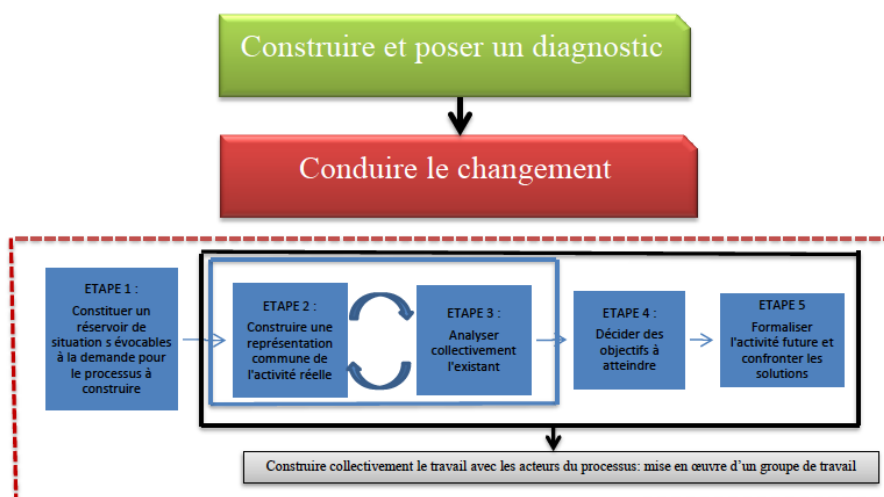 Construire et poser un diagnostic
Conduire le changement
ETAPE 1 :
Constituer un
réservoir de
situation s évocables
à la demande pour
le processus à
construire
ETAPE 2 :
Construire une
représentation
commune de
l'activité réelle
ETAPE 3 :
Analyser
collectivement
l'existant
ETAPE 4 :
Décider des
objectifs à
atteindre
ETAPE 5
Formaliser
l'activité future et
confronter les
solutions
Construire collectivement le travail avec les acteurs du processus: mise en œuvre d'un groupe de travail